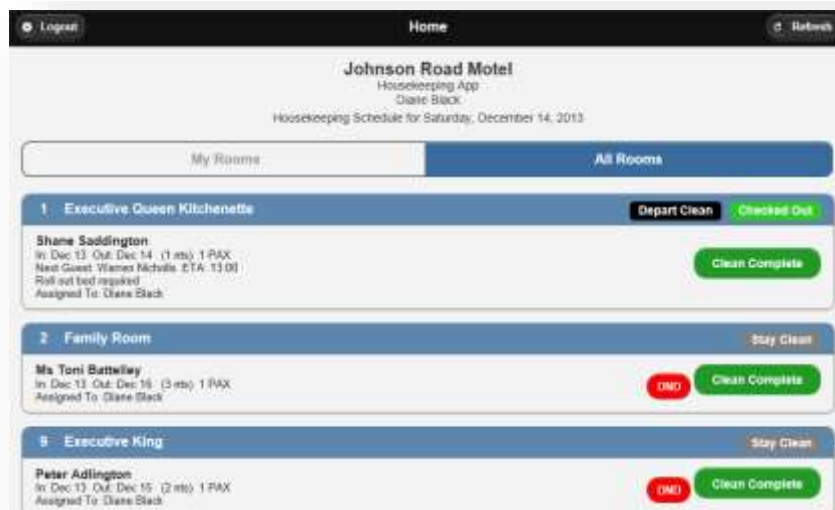 Logout
Home
Refresh
Johnson Road Motel
Housekeeping App
Diane Black
Housekeeping Schedule for Saturday, December 14, 2013
My Rooms
All Rooms
1 Executive Queen Kitchenette
Depart Clean
Checked Out
Shane Saddington
In: Dec 13 Out: Dec 14 (1 nts) 1 PAX
Next Guest: Warren Nicholls ETA: 13:00
Roll out bed required
Assigned To: Diane Black
Clean Complete
2 Family Room
Stay Clean
Ms Toni Battelley
In: Dec 13 Out: Dec 16 (3 nts) 1 PAX
Assigned To: Diane Black
DND
Clean Complete
9 Executive King
Stay Clean
Peter Adlington
In: Dec 13 Out: Dec 15 (2 nts) 1 PAX
Assigned To: Diane Black
DND
Clean Complete